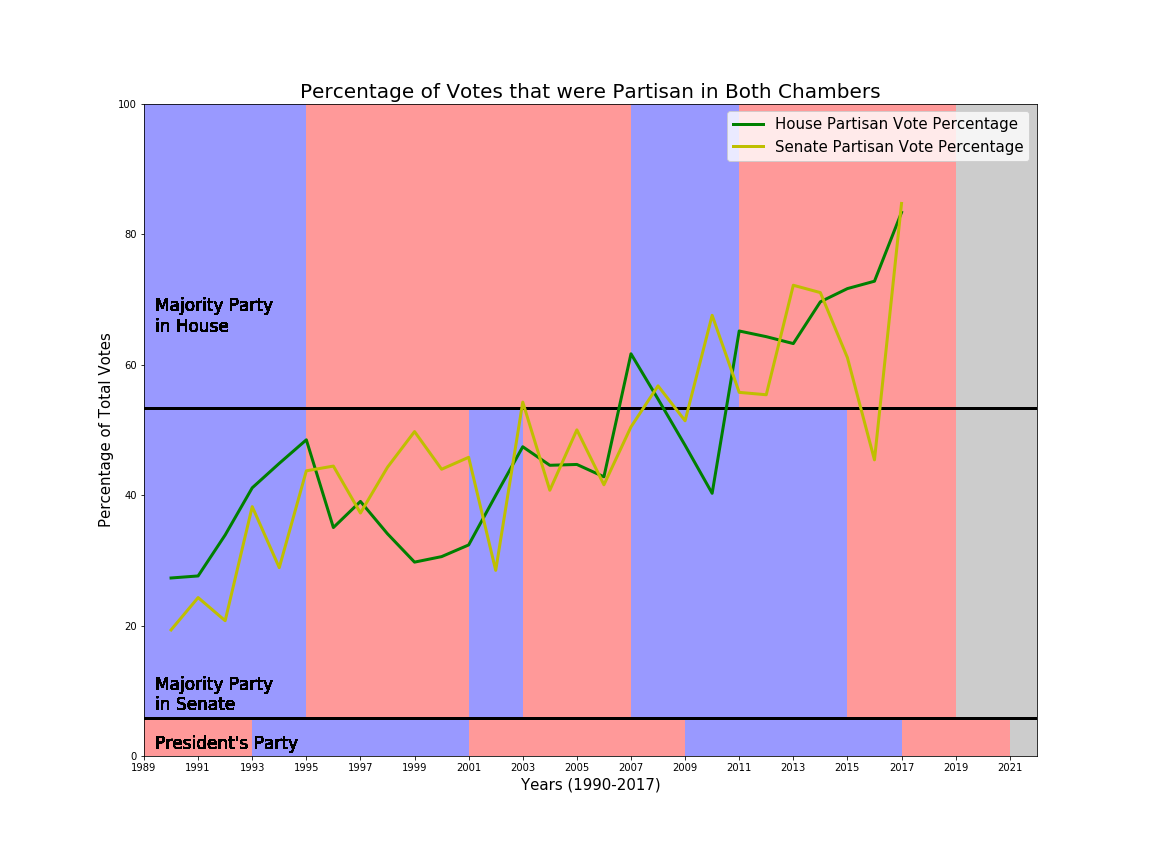 Percentage of Votes that were Partisan in Both Chambers
House Partisan Vote Percentage
Senate Partisan Vote Percentage
100
80
60
40
20
0
Percentage of Total Votes
Majority Party
in House
Majority Party
in Senate
President's Party
1989 1991 1993 1995 1997 1999 2001 2003 2005 2007 2009 2011 2013 2015 2017 2019 2021
Years (1990-2017)